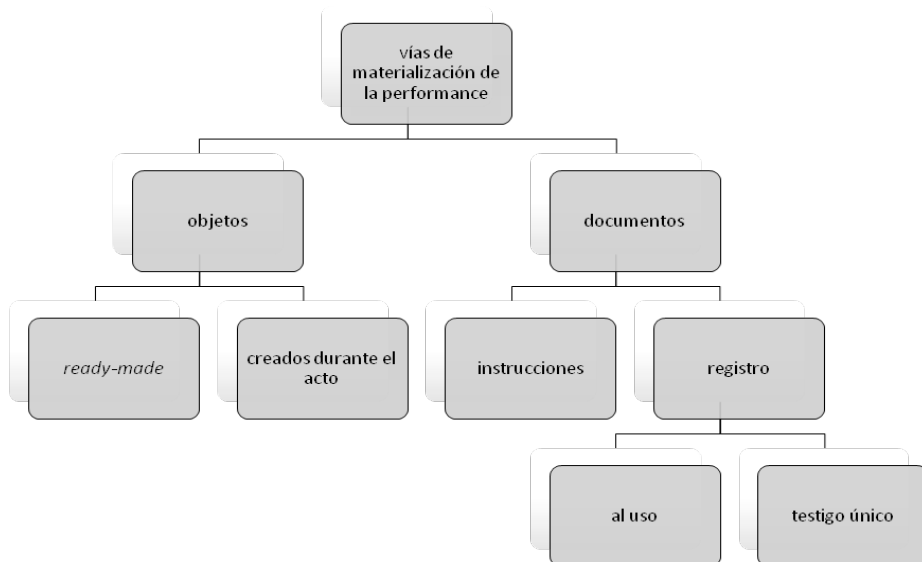 vías de
materialización de
la performance
objetos
documentos
ready-made
creados durante el
acto
instrucciones
registro
al uso
testigo único